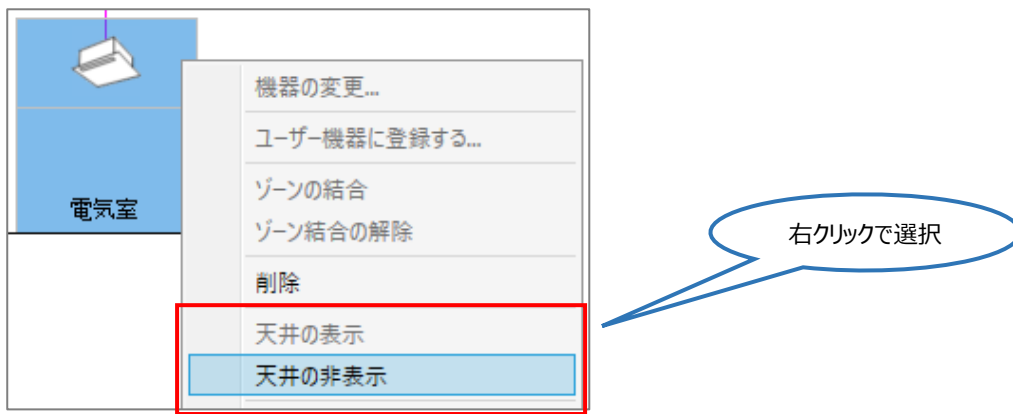 電気室
機器の変更...
ユーザー機器に登録する...
ゾーンの結合
ゾーン結合の解除
削除
天井の表示
天井の非表示
右クリックで選択